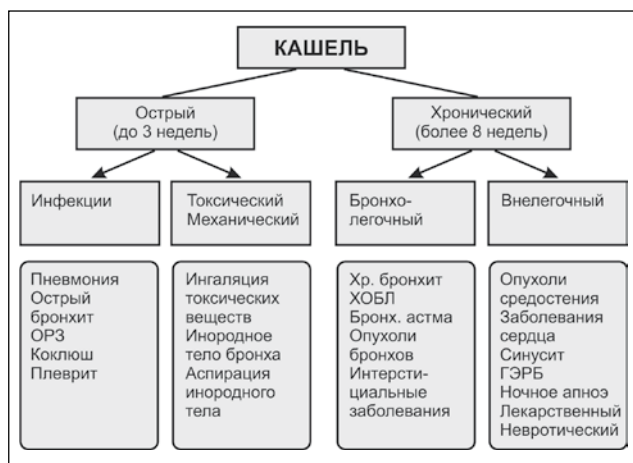 КАШЕЛЬ
Острый
(до 3 недель)
Хронический
(более 8 недель)
Инфекции
Токсический
Механический
Бронхо-
легочный
Внелегочный
Пневмония
Острый
бронхит
ОРЗ
Коклюш
Плеврит
Ингаляция
токсических
веществ
Инородное
тело бронха
Аспирация
инородного
тела
Хр. бронхит
ХОБЛ
Бронх. астма
Опухоли
бронхов
Интерсти-
циальные
заболевания
Опухоли
средостения
Заболевания
сердца
Синусит
ГЭРБ
Ночное апноэ
Лекарственный
Невротический